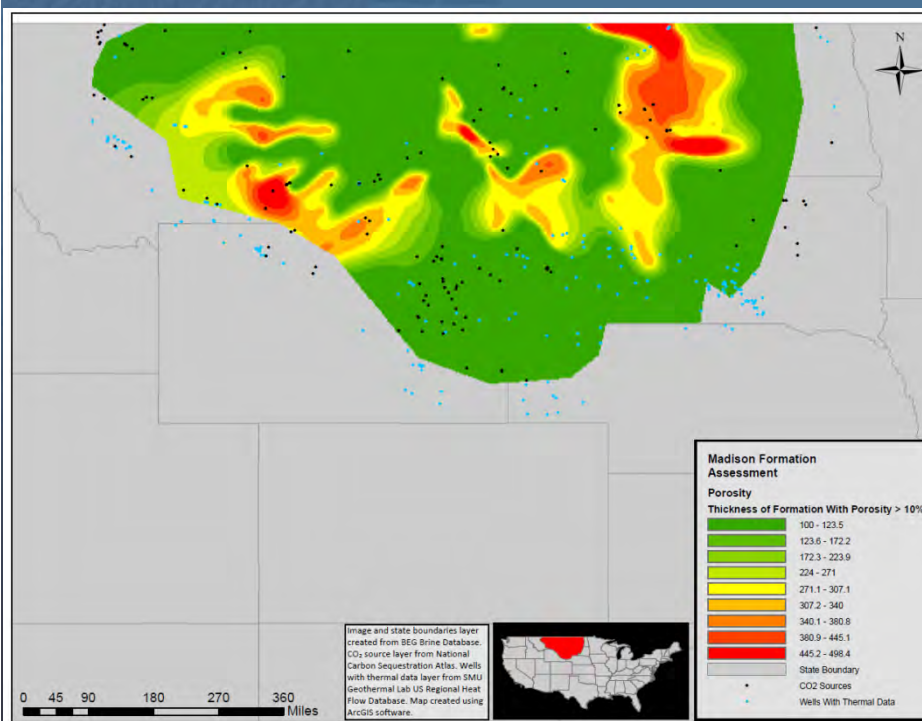 N
Madison Formation
Assessment
Porosity
Thickness of Formation With Porosity > 10%
100 - 123.5
123.6 - 172.2
172.3 - 223.9
224 - 271
271.1 - 307.1
307.2 - 340
340.1 - 380.8
380.9 - 445.1
445.2 - 498.4
State Boundary
CO2 Sources
Wells With Thermal Data
Image and state boundaries layer
created from BEG Brine Database.
CO₂ source layer from National
Carbon Sequestration Atlas. Wells
with thermal data layer from SMU
Geothermal Lab US Regional Heat
Flow Database. Map created using
ArcGIS software.
0 45 90 180 270 360
Miles